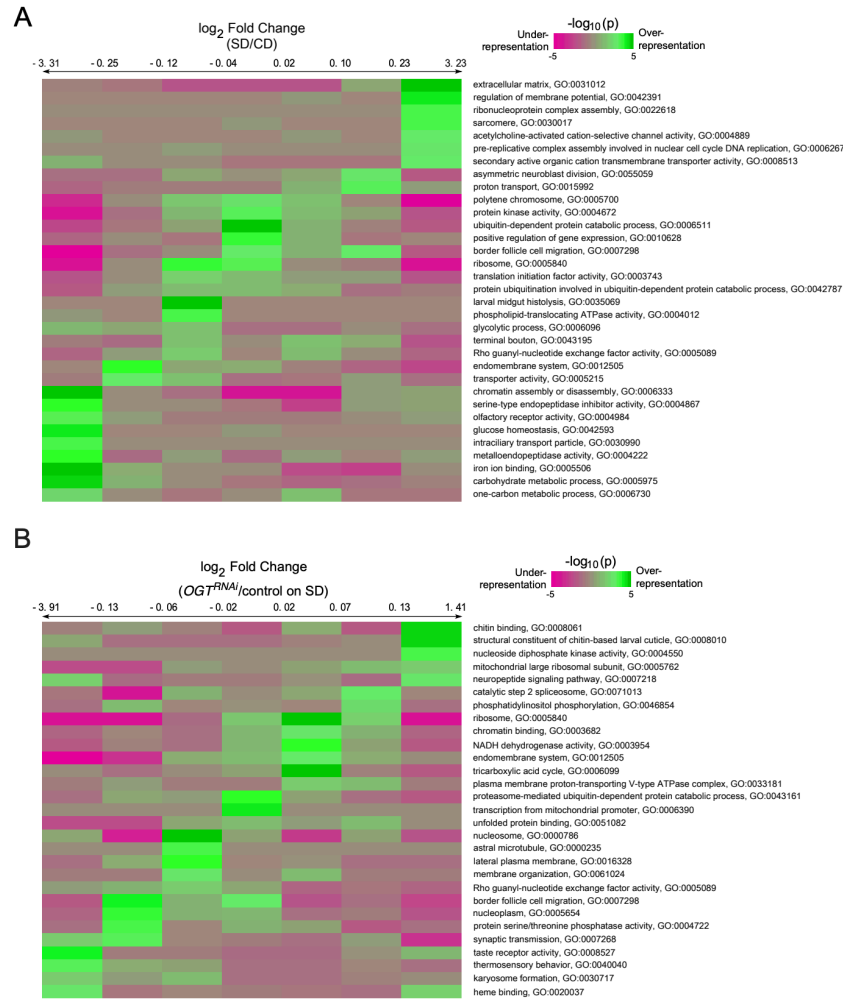 A
log2 Fold Change
(SD/CD)
-log10(p)
Under-
representation
Over-
representation
-5
5
-3.31 -0.25 -0.12 -0.04 0.02 0.10 0.23 3.23
extracellular matrix, GO:0031012
regulation of membrane potential, GO:0042391
ribonucleoprotein complex assembly, GO:0022618
sarcomere, GO:0030017
acetylcholine-activated cation-selective channel activity, GO:0004889
pre-replicative complex assembly involved in nuclear cell cycle DNA replication, GO:0006267
secondary active organic cation transmembrane transporter activity, GO:0008513
asymmetric neuroblast division, GO:0055059
proton transport, GO:0015992
polytene chromosome, GO:0005700
protein kinase activity, GO:0004672
ubiquitin-dependent protein catabolic process, GO:0006511
positive regulation of gene expression, GO:0010628
border follicle cell migration, GO:0007298
ribosome, GO:0005840
translation initiation factor activity, GO:0003743
protein ubiquitination involved in ubiquitin-dependent protein catabolic process, GO:0042787
larval midgut histolysis, GO:0035069
phospholipid-translocating ATPase activity, GO:0004012
glycolytic process, GO:0006096
terminal bouton, GO:0043195
Rho guanyl-nucleotide exchange factor activity, GO:0005089
endomembrane system, GO:0012505
transporter activity, GO:0005215
chromatin assembly or disassembly, GO:0006333
serine-type endopeptidase inhibitor activity, GO:0004867
olfactory receptor activity, GO:0004984
glucose homeostasis, GO:0042593
intraciliary transport particle, GO:0030990
metalloendopeptidase activity, GO:0004222
iron ion binding, GO:0005506
carbohydrate metabolic process, GO:0005975
one-carbon metabolic process, GO:0006730
B
log2 Fold Change
(OGT^RNAi/control on SD)
-log10(p)
Under-
representation
Over-
representation
-5
5
-3.91 -0.13 -0.06 -0.02 0.02 0.07 0.13 1.41
chitin binding, GO:0008061
structural constituent of chitin-based larval cuticle, GO:0008010
nucleoside diphosphate kinase activity, GO:0004550
mitochondrial large ribosomal subunit, GO:0005762
neuropeptide signaling pathway, GO:0007218
catalytic step 2 spliceosome, GO:0071013
phosphatidylinositol phosphorylation, GO:0046854
ribosome, GO:0005840
chromatin binding, GO:0003682
NADH dehydrogenase activity, GO:0003954
endomembrane system, GO:0012505
tricarboxylic acid cycle, GO:0006099
plasma membrane proton-transporting V-type ATPase complex, GO:0033181
proteasome-mediated ubiquitin-dependent protein catabolic process, GO:0043161
transcription from mitochondrial promoter, GO:0006390
unfolded protein binding, GO:0051082
nucleosome, GO:0000786
astral microtubule, GO:0000235
lateral plasma membrane, GO:0016328
membrane organization, GO:0061024
Rho guanyl-nucleotide exchange factor activity, GO:0005089
border follicle cell migration, GO:0007298
nucleoplasm, GO:0005654
protein serine/threonine phosphatase activity, GO:0004722
synaptic transmission, GO:0007268
taste receptor activity, GO:0008527
thermosensory behavior, GO:0040040
karyosome formation, GO:0030717
heme binding, GO:0020037